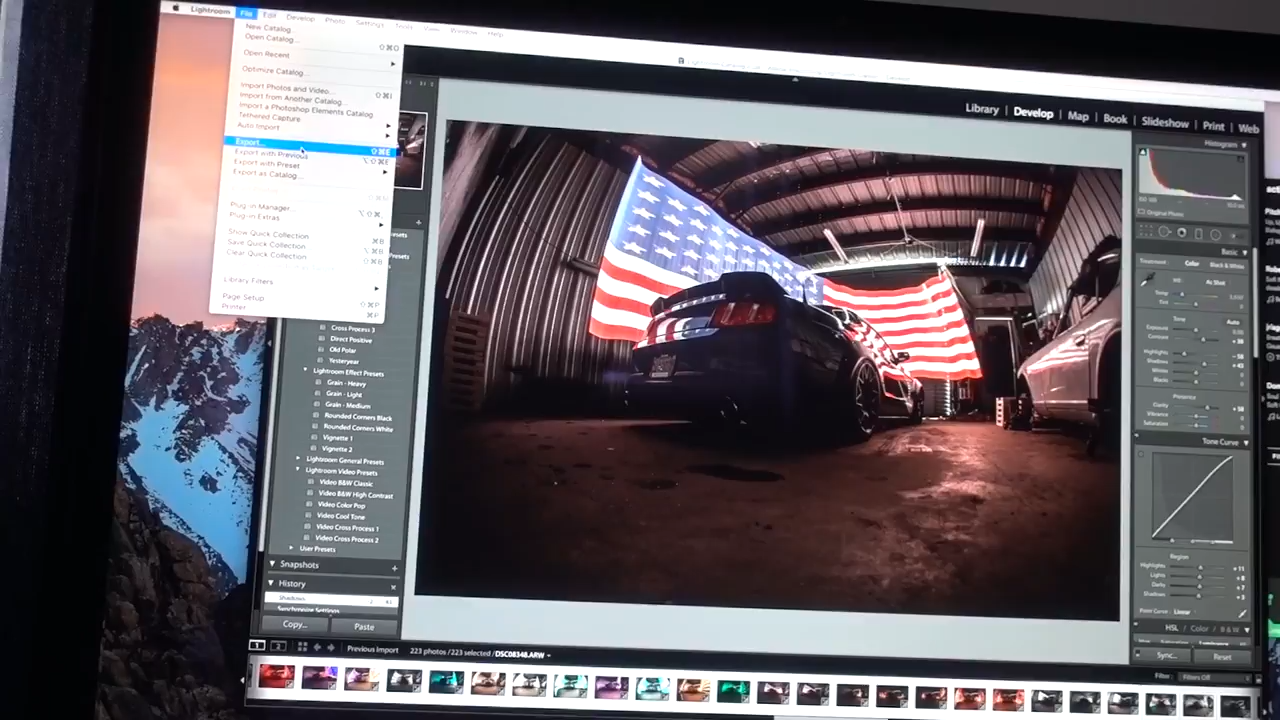 Lightroom File Edit Develop Photo Settings Tools View Window Help
New Catalog...
Open Catalog... ⇧⌘O
Open Recent
Optimize Catalog...
Import Photos and Video... ⇧⌘I
Import from Another Catalog...
Import a Photoshop Elements Catalog
Tethered Capture
Auto Import
Export... ⇧⌘E
Export with Previous ⌥⇧⌘E
Export with Preset
Export as Catalog...
Plug-in Manager...
Plug-in Extras
Show Quick Collection ⌘B
Save Quick Collection ⌥⌘B
Clear Quick Collection ⇧⌘B
Library Filters
Page Setup... ⇧⌘P
Printer... ⌘P
Cross Process 3
Direct Positive
Old Polar
Yesteryear
Lightroom Effect Presets
Grain - Heavy
Grain - Light
Grain - Medium
Rounded Corners Black
Rounded Corners White
Vignette 1
Vignette 2
Lightroom General Presets
Lightroom Video Presets
Video B&W Classic
Video B&W High Contrast
Video Color Pop
Video Cool Tone
Video Cross Process 1
Video Cross Process 2
User Presets
Snapshots
History
Shadows
Synchronize Settings
Copy... Paste
Library | Develop | Map | Book | Slideshow | Print | Web
Histogram
Original Photo
Basic
Treatment: Color Black & White
WB: As Shot
Temp
Tint
Tone Auto
Exposure
Contrast
Highlights
Shadows
Whites
Blacks
Presence
Clarity
Vibrance
Saturation
Tone Curve
Region
Highlights
Lights
Darks
Shadows
Point Curve: Linear
HSL / Color / B & W
Sync... Reset
1 2 Previous Import 223 photos / 223 selected / DSC08348.ARW
Filter: Filters Off